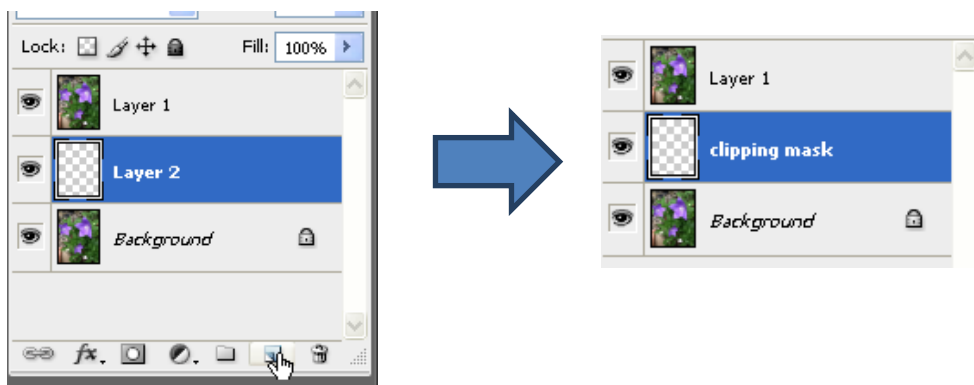 Lock: Fill: 100%
Layer 1
Layer 2
Background
fx.
Layer 1
clipping mask
Background